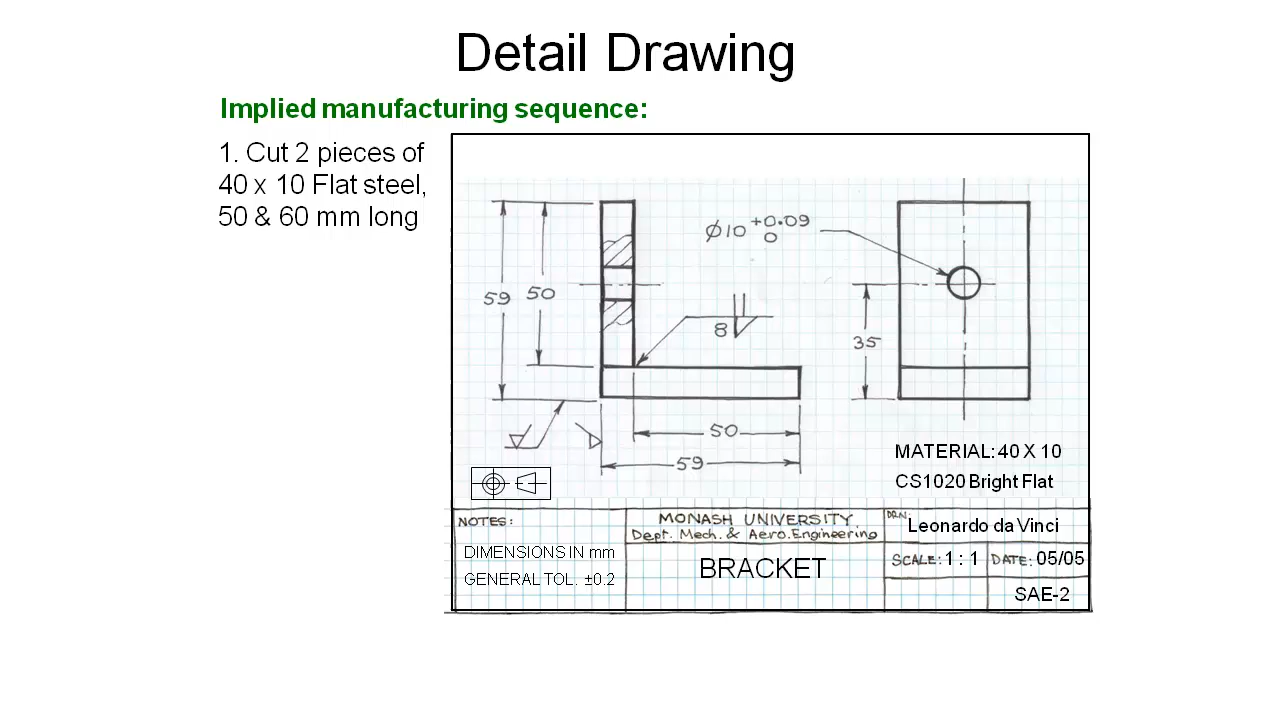 Detail Drawing
Implied manufacturing sequence:
1. Cut 2 pieces of
40 x 10 Flat steel,
50 & 60 mm long
Ø10 +0.09
0
59
50
8
35
50
59
MATERIAL: 40 X 10
CS1020 Bright Flat
NOTES:
DIMENSIONS IN mm
GENERAL TOL. ±0.2
MONASH UNIVERSITY
Dept. Mech. & Aero. Engineering
BRACKET
DRN: Leonardo da Vinci
SCALE: 1 : 1
DATE: 05/05
SAE-2